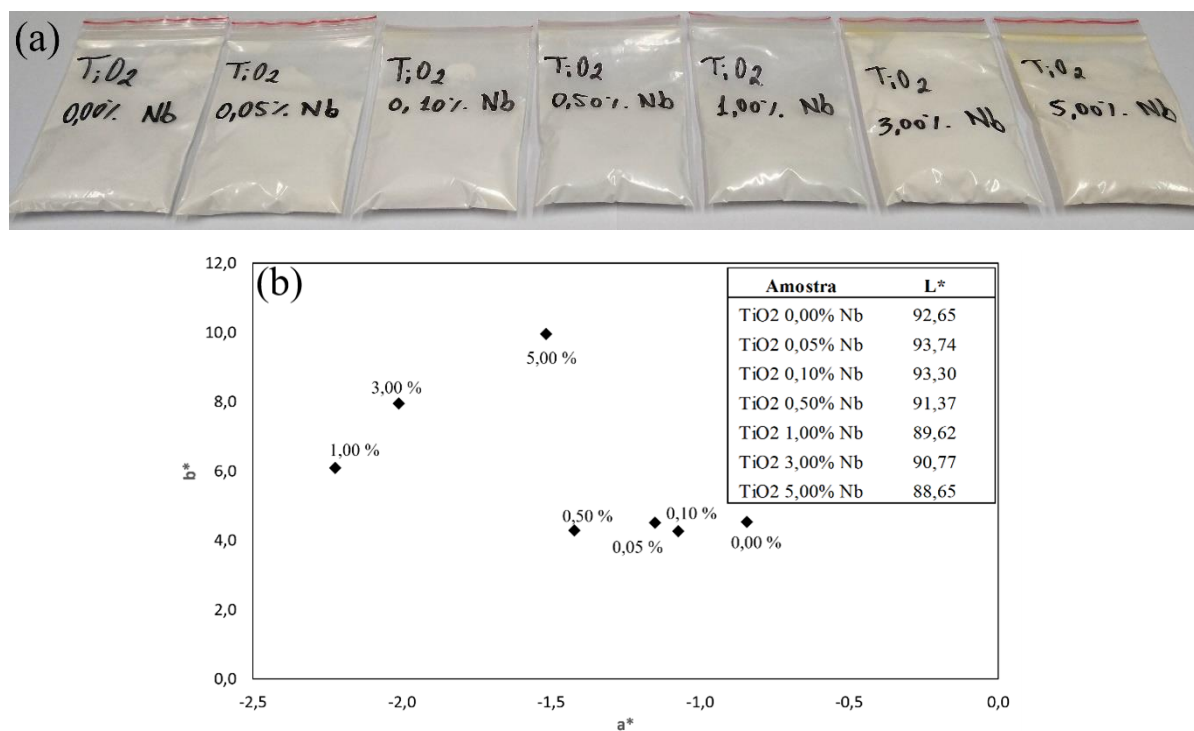 (a)
TiO2
0,00% Nb
TiO2
0,05% Nb
TiO2
0,10% Nb
TiO2
0,50% Nb
TiO2
1,00% Nb
TiO2
3,00% Nb
TiO2
5,00% Nb
(b)
Amostra L*
TiO2 0,00% Nb 92,65
TiO2 0,05% Nb 93,74
TiO2 0,10% Nb 93,30
TiO2 0,50% Nb 91,37
TiO2 1,00% Nb 89,62
TiO2 3,00% Nb 90,77
TiO2 5,00% Nb 88,65
12,0
10,0
8,0
6,0
4,0
2,0
0,0
b*
5,00 %
3,00 %
1,00 %
0,50 %
0,10 %
0,05 %
0,00 %
-2,5 -2,0 -1,5 -1,0 -0,5 0,0
a*